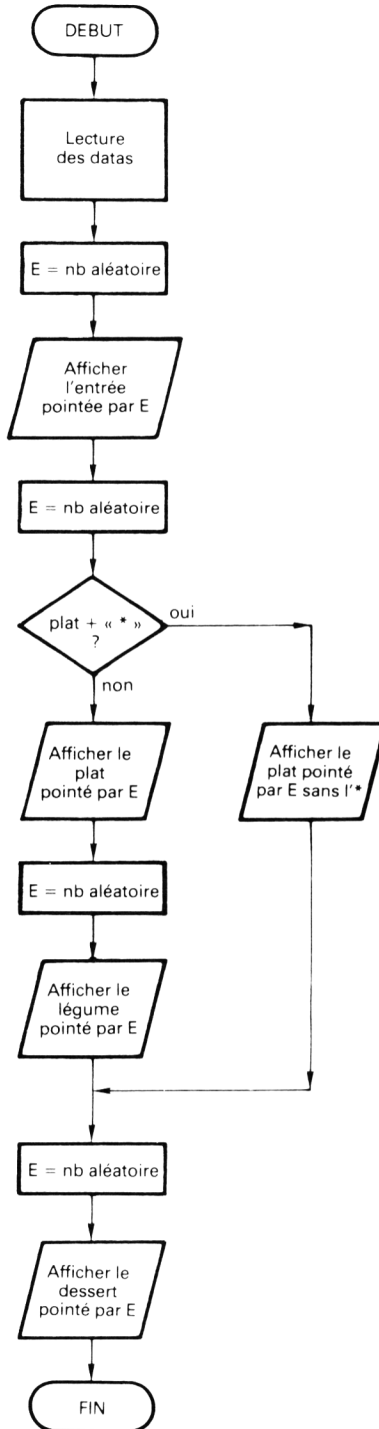 DEBUT
Lecture
des datas
E = nb aléatoire
Afficher
l'entrée
pointée par E
E = nb aléatoire
plat + « * »
?
oui
non
Afficher le
plat
pointé par E
Afficher le
plat pointé
par E sans l'*
E = nb aléatoire
Afficher le
légume
pointé par E
E = nb aléatoire
Afficher le
dessert
pointé par E
FIN